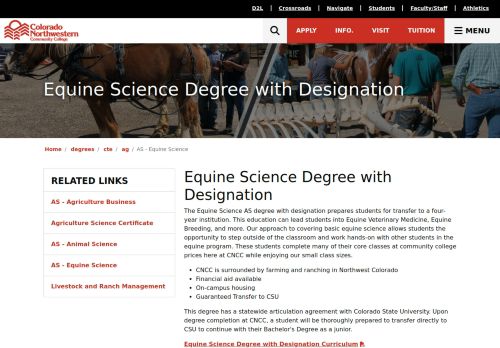 D2L | Crossroads | Navigate | Students | Faculty/Staff | Athletics
Colorado
Northwestern
Community College
APPLY INFO. VISIT TUITION MENU
Equine Science Degree with Designation
Home / degrees / cte / ag / AS - Equine Science
RELATED LINKS
AS - Agriculture Business
Agriculture Science Certificate
AS - Animal Science
AS - Equine Science
Livestock and Ranch Management
Equine Science Degree with
Designation
The Equine Science AS degree with designation prepares students for transfer to a four-
year institution. This education can lead students into Equine Veterinary Medicine, Equine
Breeding, and more. Our approach to covering basic equine science allows students the
opportunity to step outside of the classroom and work hands-on with other students in the
equine program. These students complete many of their core classes at community college
prices here at CNCC while enjoying our small class sizes.
• CNCC is surrounded by farming and ranching in Northwest Colorado
• Financial aid available
• On-campus housing
• Guaranteed Transfer to CSU
This degree has a statewide articulation agreement with Colorado State University. Upon
degree completion at CNCC, a student will be thoroughly prepared to transfer directly to
CSU to continue with their Bachelor's Degree as a junior.
Equine Science Degree with Designation Curriculum